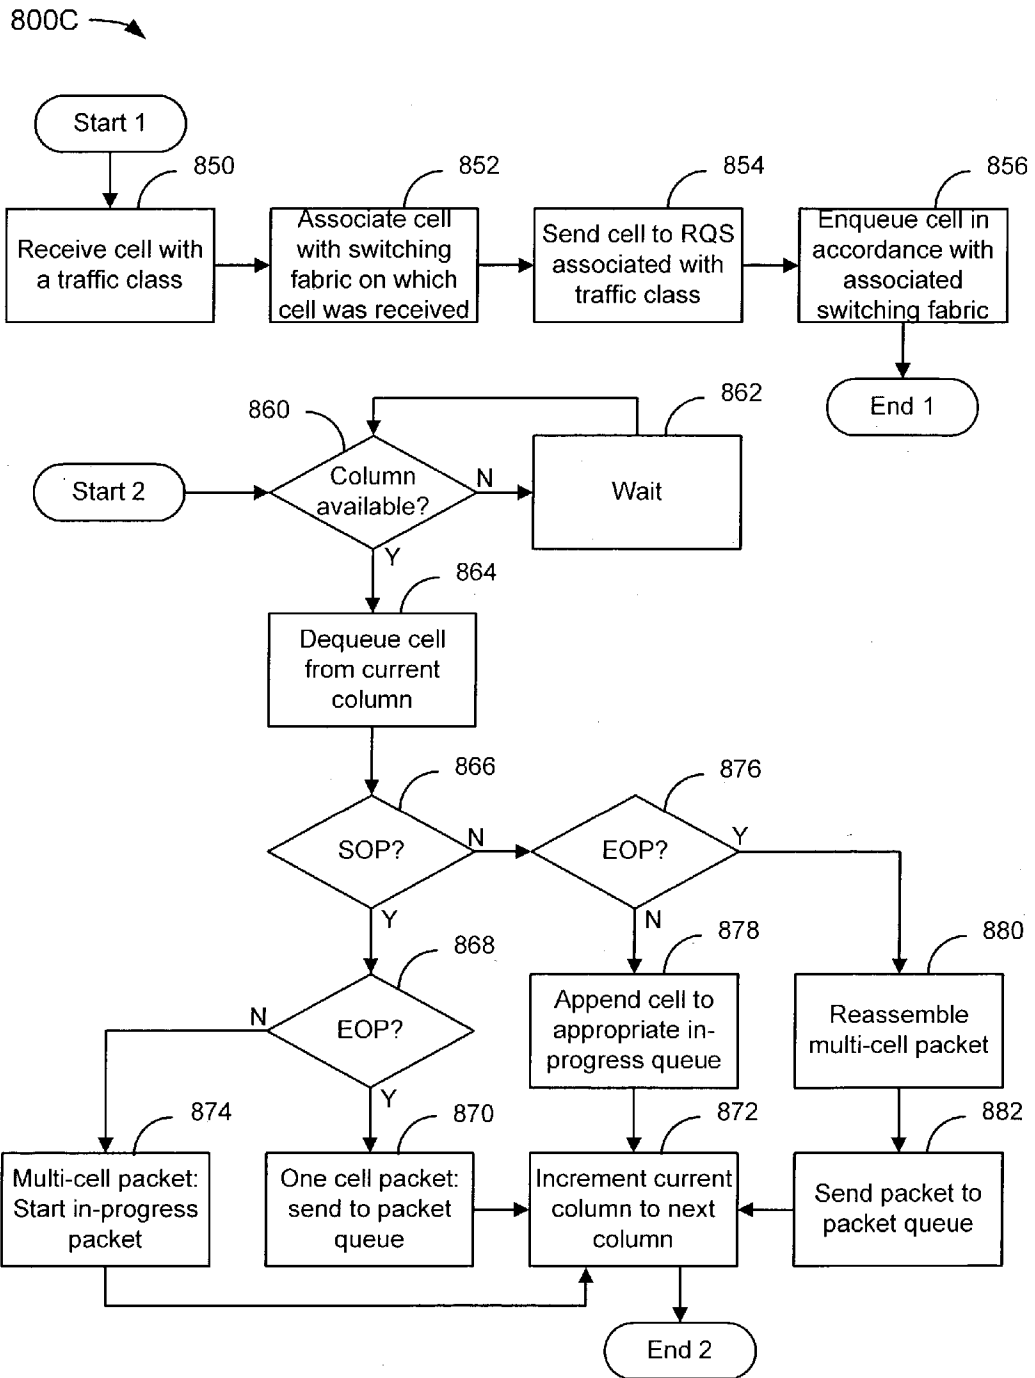 800C
Start 1
850
852
854
856
Receive cell with
a traffic class
Associate cell
with switching
fabric on which
cell was received
Send cell to RQS
associated with
traffic class
Enqueue cell in
accordance with
associated
switching fabric
End 1
860
862
Start 2
Column
available?
N
Wait
Y
864
Dequeue cell
from current
column
866
876
SOP?
N
EOP?
Y
Y
N
868
878
880
N
EOP?
Append cell to
appropriate in-
progress queue
Reassemble
multi-cell packet
Y
874
870
872
882
Multi-cell packet:
Start in-progress
packet
One cell packet:
send to packet
queue
Increment current
column to next
column
Send packet to
packet queue
End 2